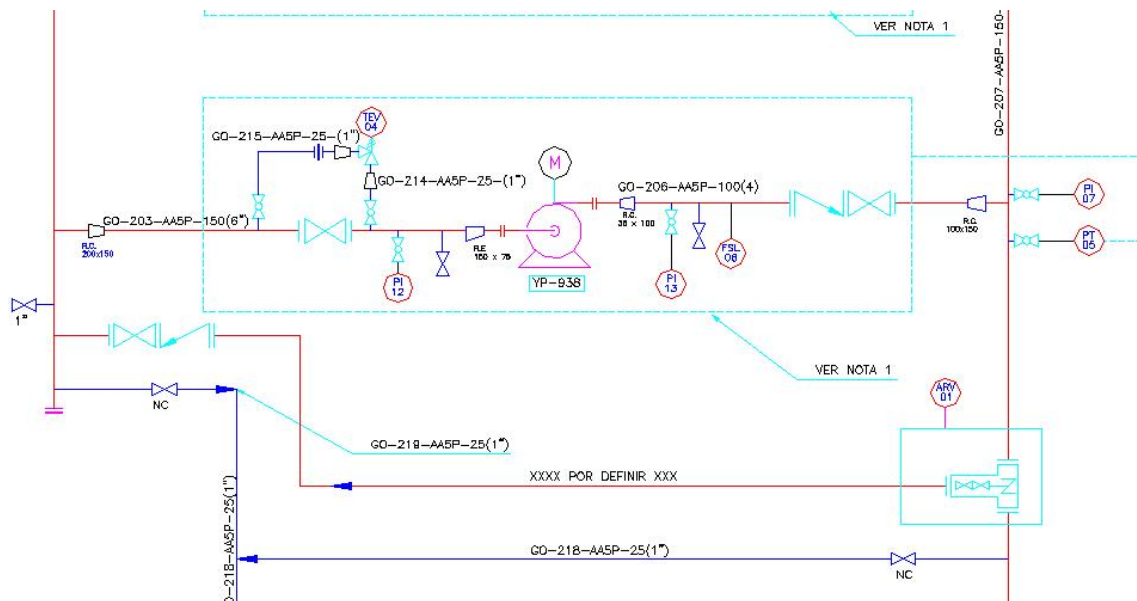 VER NOTA 1
GO-207-AA5P-150-
TEV
04
GO-215-AA5P-25-(1")
M
GO-214-AA5P-25-(1")
GO-206-AA5P-100(4)
PI
07
GO-203-AA5P-150(6")
R.C.
200x150
R.C.
38 x 100
R.C.
100x150
PT
05
R.E
150 x 75
FSL
06
PI
12
YP-936
PI
13
1"
VER NOTA 1
NC
ARV
01
GO-219-AA5P-25(1")
XXXX POR DEFINIR XXX
GO-218-AA5P-25(1")
O-218-AA5P-25(1")
NC